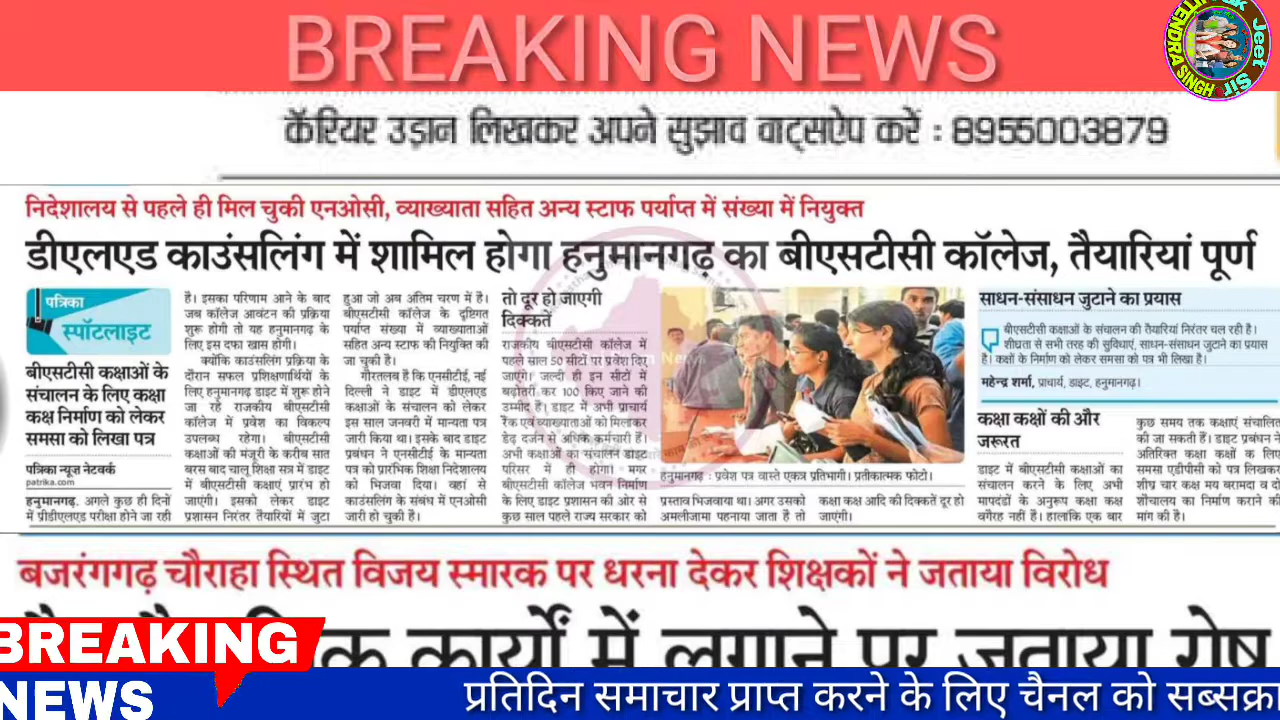 BREAKING NEWS
Jeet Sir
JITENDRA SINGH
कॅरियर उड़ान लिखकर अपने सुझाव वाट्सऐप करें : 8955003879
निदेशालय से पहले ही मिल चुकी एनओसी, व्याख्याता सहित अन्य स्टाफ पर्याप्त में संख्या में नियुक्त
डीएलएड काउंसलिंग में शामिल होगा हनुमानगढ़ का बीएसटीसी कॉलेज, तैयारियां पूर्ण
पत्रिका
स्पॉटलाइट
बीएसटीसी कक्षाओं के
संचालन के लिए कक्षा
कक्ष निर्माण को लेकर
समसा को लिखा पत्र
पत्रिका न्यूज नेटवर्क
patrika.com
हनुमानगढ़. अगले कुछ ही दिनों
में प्रीडीएलएड परीक्षा होने जा रही
है। इसका परिणाम आने के बाद
जब कॉलेज आवंटन की प्रक्रिया
शुरू होगी तो यह हनुमानगढ़ के
लिए इस दफा खास होगी।
क्योंकि काउंसलिंग प्रक्रिया के
दौरान सफल प्रशिक्षणार्थियों के
लिए हनुमानगढ़ डाइट में शुरू होने
जा रहे राजकीय बीएसटीसी
कॉलेज में प्रवेश का विकल्प
उपलब्ध रहेगा। बीएसटीसी
कक्षाओं की मंजूरी के करीब सात
बरस बाद चालू शिक्षा सत्र में डाइट
में बीएसटीसी कक्षाएं प्रारंभ हो
जाएंगी। इसको लेकर डाइट
प्रशासन निरंतर तैयारियों में जुटा
हुआ जो अब अंतिम चरण में है।
बीएसटीसी कॉलेज के दृष्टिगत
पर्याप्त संख्या में व्याख्याताओं
सहित अन्य स्टाफ की नियुक्ति की
जा चुकी है।
गौरतलब है कि एनसीटीई, नई
दिल्ली ने डाइट में डीएलएड
कक्षाओं के संचालन को लेकर
इस साल जनवरी में मान्यता पत्र
जारी किया था। इसके बाद डाइट
प्रबंधन ने एनसीटीई के मान्यता
पत्र को प्रारंभिक शिक्षा निदेशालय
को भिजवा दिया। वहां से
काउंसलिंग के संबंध में एनओसी
जारी हो चुकी है।
तो दूर हो जाएगी
दिक्कतें
राजकीय बीएसटीसी कॉलेज में
पहले साल 50 सीटों पर प्रवेश दिए
जाएंगे। जल्दी ही इन सीटों में
बढ़ोतरी कर 100 किए जाने की
उम्मीद है। डाइट में अभी प्राचार्य
रैंक एवं व्याख्याताओं को मिलाकर
डेढ़ दर्जन से अधिक कर्मचारी हैं।
अभी कक्षाओं का संचालन डाइट
परिसर में ही होगा। मगर
बीएसटीसी कॉलेज भवन निर्माण
के लिए डाइट प्रशासन की ओर से
कुछ साल पहले राज्य सरकार को
हनुमानगढ़ : प्रवेश पत्र वास्ते एकत्र प्रतिभागी। प्रतीकात्मक फोटो।
प्रस्ताव भिजवाया था। अगर उसको
अमलीजामा पहनाया जाता है तो
कक्षा कक्ष आदि की दिक्कतें दूर हो
जाएंगी।
साधन-संसाधन जुटाने का प्रयास
बीएसटीसी कक्षाओं के संचालन की तैयारियां निरंतर चल रही है।
शीघ्रता से सभी तरह की सुविधाएं, साधन-संसाधन जुटाने का प्रयास
है। कक्षों के निर्माण को लेकर समसा को पत्र भी लिखा है।
महेन्द्र शर्मा, प्राचार्य, डाइट, हनुमानगढ़।
कक्षा कक्षों की और
जरूरत
डाइट में बीएसटीसी कक्षाओं का
संचालन करने के लिए अभी
मापदंडों के अनुरूप कक्षा कक्ष
वगैरह नहीं है। हालांकि एक बार
कुछ समय तक कक्षाएं संचालित
की जा सकती हैं। डाइट प्रबंधन ने
अतिरिक्त कक्षा कक्षों के लिए
समसा एडीपीसी को पत्र लिखकर
शीघ्र चार कक्ष मय बरामदा व दो
शौचालय का निर्माण कराने की
मांग की है।
बजरंगगढ़ चौराहा स्थित विजय स्मारक पर धरना देकर शिक्षकों ने जताया विरोध
कार्यों में लगाने पर जताया रोष
BREAKING
NEWS
प्रतिदिन समाचार प्राप्त करने के लिए चैनल को सब्सक्रा